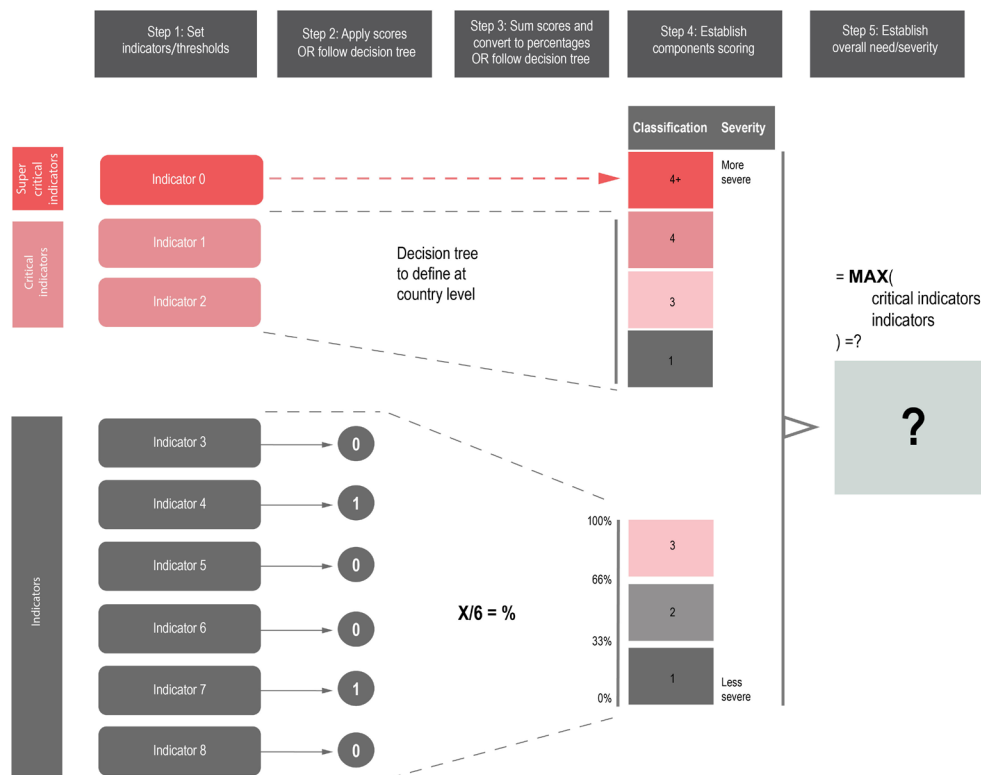 Step 1: Set
indicators/thresholds
Step 2: Apply scores
OR follow decision tree
Step 3: Sum scores and
convert to percentages
OR follow decision tree
Step 4: Establish
components scoring
Step 5: Establish
overall need/severity
Classification
Severity
Super
critical
indicators
Indicator 0
4+
More
severe
Critical
indicators
Indicator 1
Indicator 2
Decision tree
to define at
country level
4
3
1
= MAX(
critical indicators
indicators
) =?
?
Indicators
Indicator 3
0
Indicator 4
1
Indicator 5
0
Indicator 6
0
Indicator 7
1
Indicator 8
0
X/6 = %
100%
66%
33%
0%
3
2
1
Less
severe